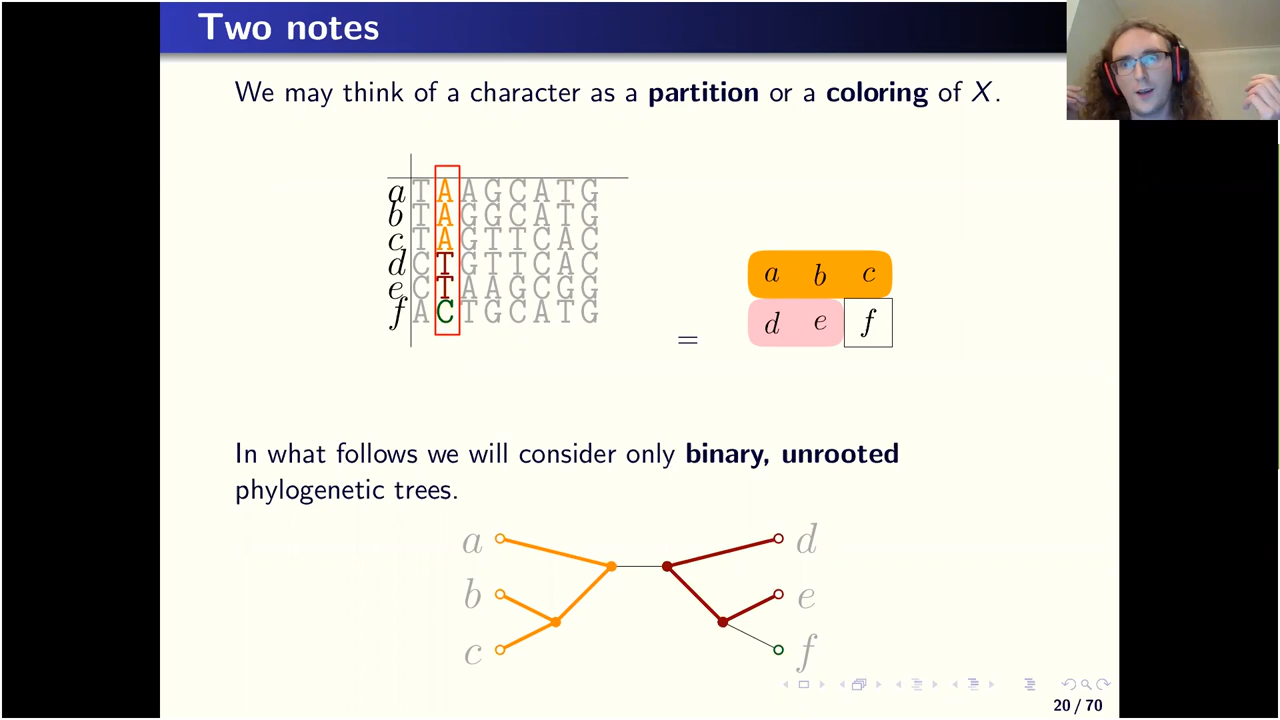 Two notes
We may think of a character as a partition or a coloring of X.
a T A A G C A T G
b T A G G C A T G
c T A G T T C A C
d C T G T T C A C
e C T A A G C G G
f A C T G C A T G
=
a b c
d e f
In what follows we will consider only binary, unrooted
phylogenetic trees.
a d
b e
c f
20 / 70